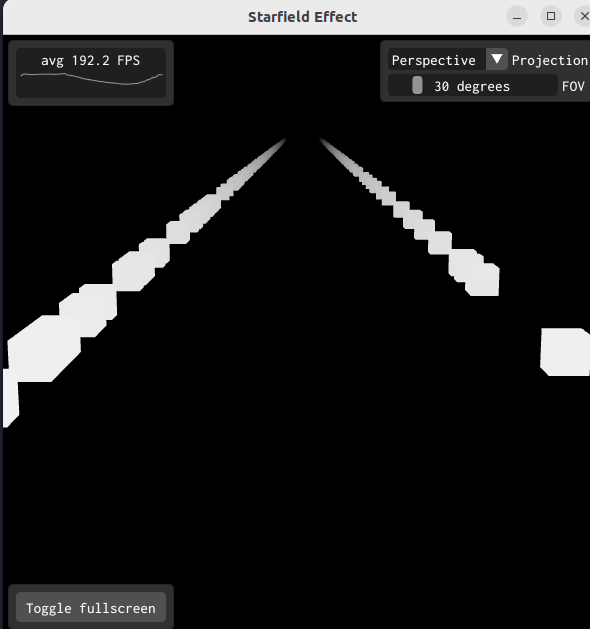 Starfield Effect
avg 192.2 FPS
Perspective Projection
30 degrees FOV
Toggle fullscreen